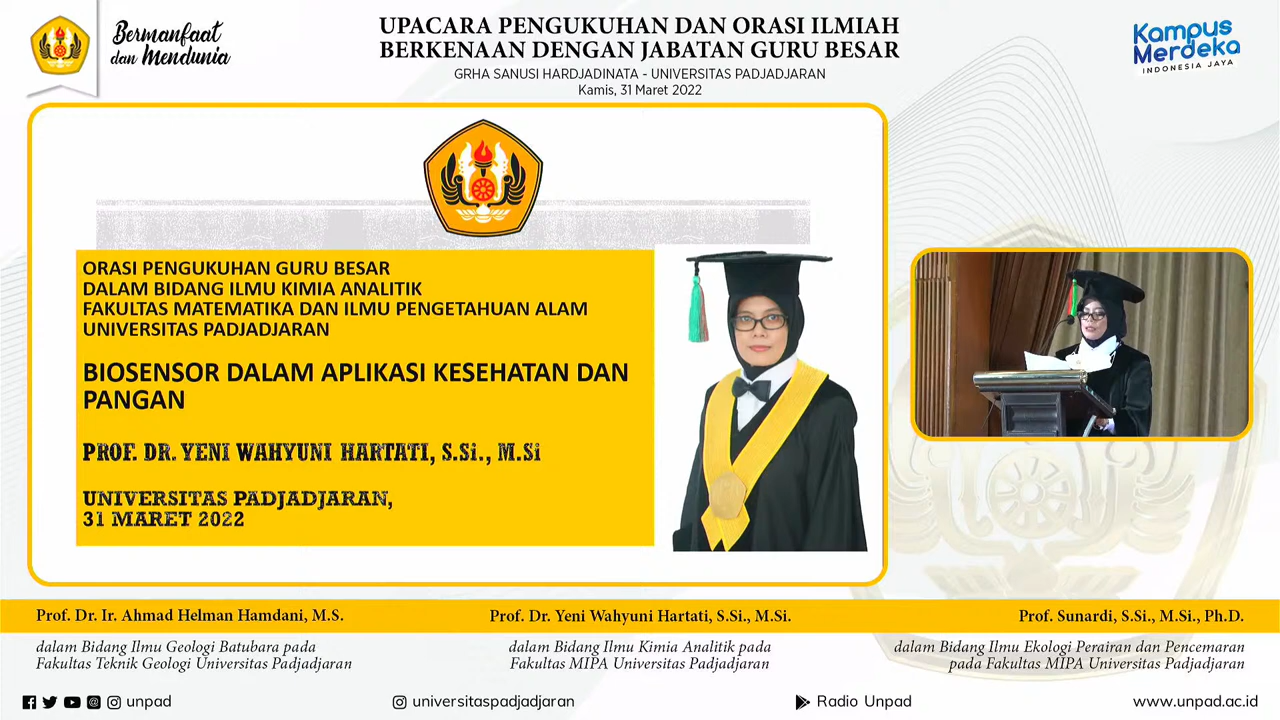 Bermanfaat
dan Mendunia
UPACARA PENGUKUHAN DAN ORASI ILMIAH
BERKENAAN DENGAN JABATAN GURU BESAR
GRHA SANUSI HARDJADINATA - UNIVERSITAS PADJADJARAN
Kamis, 31 Maret 2022
Kampus
Merdeka
INDONESIA JAYA
ORASI PENGUKUHAN GURU BESAR
DALAM BIDANG ILMU KIMIA ANALITIK
FAKULTAS MATEMATIKA DAN ILMU PENGETAHUAN ALAM
UNIVERSITAS PADJADJARAN
BIOSENSOR DALAM APLIKASI KESEHATAN DAN
PANGAN
PROF. DR. YENI WAHYUNI HARTATI, S.Si., M.Si
UNIVERSITAS PADJADJARAN,
31 MARET 2022
Prof. Dr. Ir. Ahmad Helman Hamdani, M.S.
dalam Bidang Ilmu Geologi Batubara pada
Fakultas Teknik Geologi Universitas Padjadjaran
Prof. Dr. Yeni Wahyuni Hartati, S.Si., M.Si.
dalam Bidang Ilmu Kimia Analitik pada
Fakultas MIPA Universitas Padjadjaran
Prof. Sunardi, S.Si., M.Si., Ph.D.
dalam Bidang Ilmu Ekologi Perairan dan Pencemaran
pada Fakultas MIPA Universitas Padjadjaran
unpad
universitaspadjadjaran
Radio Unpad
www.unpad.ac.id